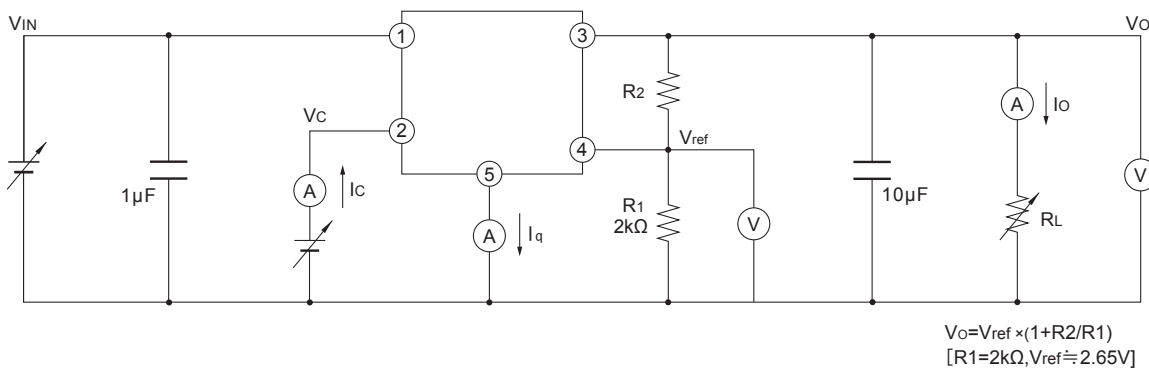 VIN
VO
1
3
R2
A
IO
VC
2
Vref
4
5
1μF
A
IC
R1
2kΩ
V
10μF
V
A
Iq
RL
VO=Vref×(1+R2/R1)
[R1=2kΩ,Vref≒2.65V]